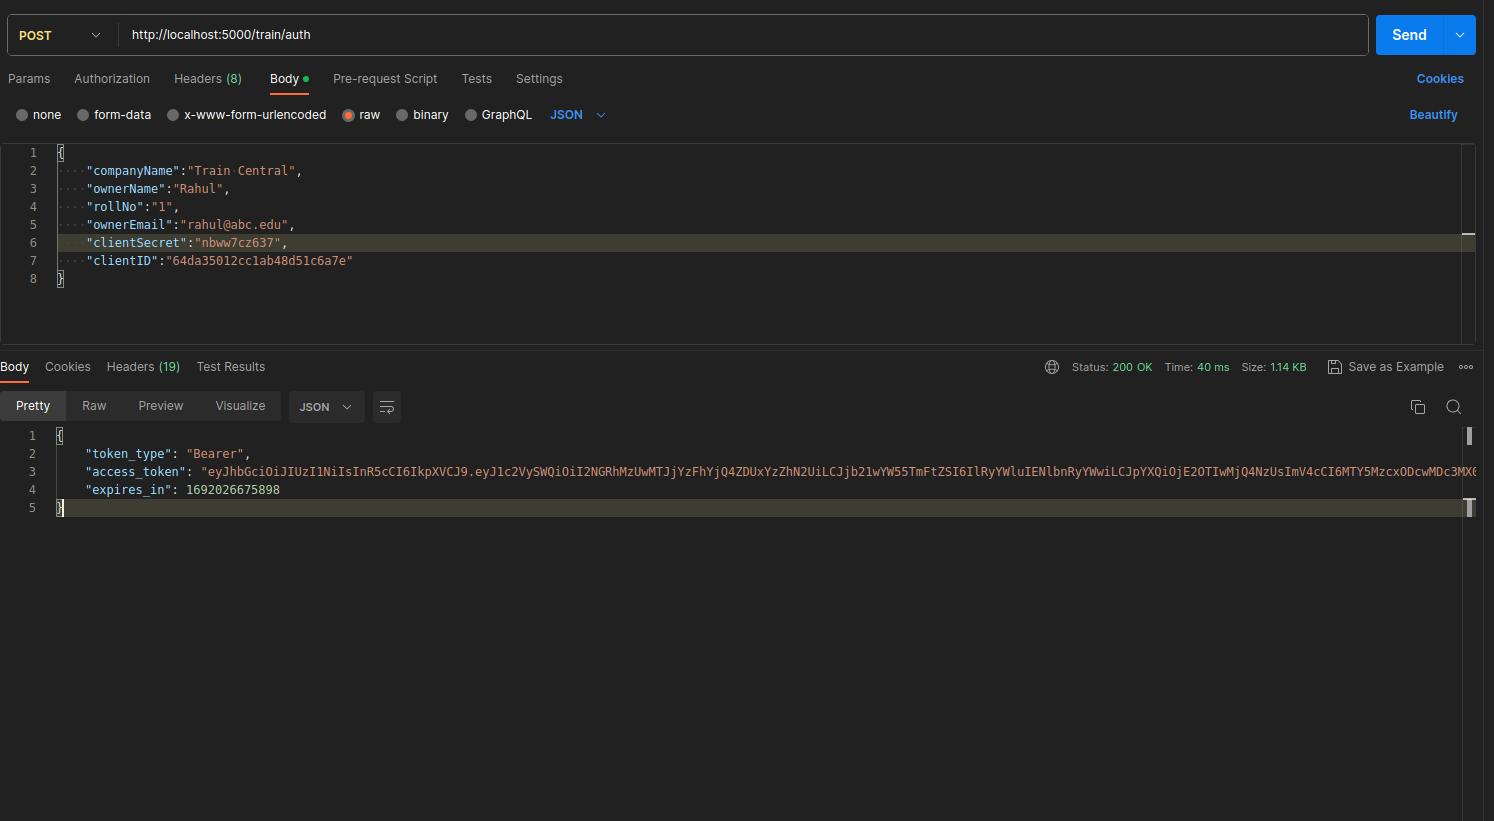 POST http://localhost:5000/train/auth Send
Params Authorization Headers (8) Body Pre-request Script Tests Settings Cookies
none form-data x-www-form-urlencoded raw binary GraphQL JSON Beautify
1 {
2 "companyName":"Train Central",
3 "ownerName":"Rahul",
4 "rollNo":"1",
5 "ownerEmail":"rahul@abc.edu",
6 "clientSecret":"nbww7cz637",
7 "clientID":"64da35012cc1ab48d51c6a7e"
8 }
Body Cookies Headers (19) Test Results Status: 200 OK Time: 40 ms Size: 1.14 KB Save as Example
Pretty Raw Preview Visualize JSON
1 {
2 "token_type": "Bearer",
3 "access_token": "eyJhbGciOiJIUzI1NiIsInR5cCI6IkpXVCJ9.eyJ1c2VySWQiOiI2NGRhMzUwMTJjYzFhYjQ4ZDUxYzZhN2UiLCJjb21wYW55TmFtZSI6IlRyYWluIENlbnRyYWwiLCJpYXQiOjE2OTIwMjQ4NzUsImV4cCI6MTY5MzcxODcwMDc3MX0
4 "expires_in": 1692026675898
5 }